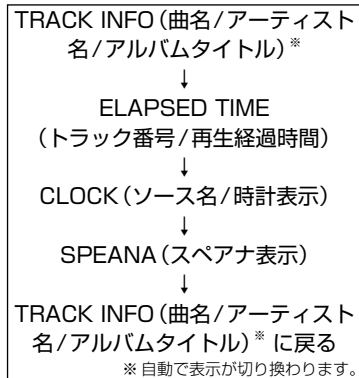 TRACK INFO（曲名/アーティスト
名/アルバムタイトル）※
↓
ELAPSED TIME
（トラック番号/再生経過時間）
↓
CLOCK（ソース名/時計表示）
↓
SPEANA（スペアナ表示）
↓
TRACK INFO（曲名/アーティスト
名/アルバムタイトル）※ に戻る
※ 自動で表示が切り換わります。